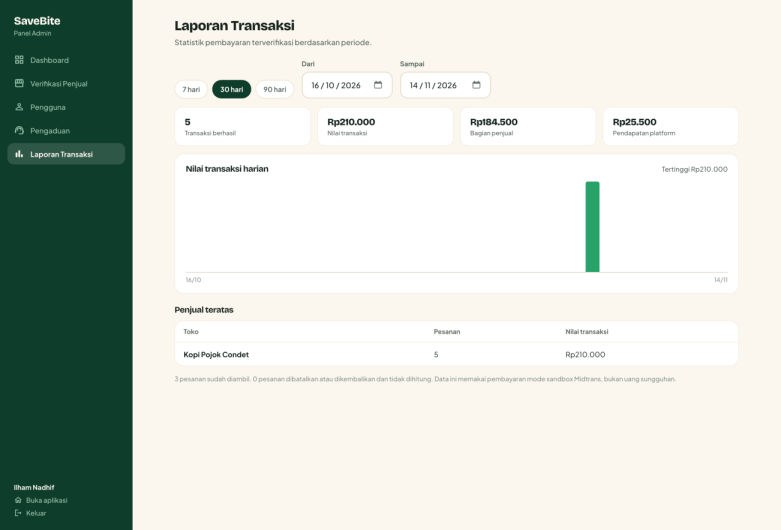 SaveBite
Panel Admin
Dashboard
Verifikasi Penjual
Pengguna
Pengaduan
Laporan Transaksi
Ilham Nadhif
Buka aplikasi
Keluar
Laporan Transaksi
Statistik pembayaran terverifikasi berdasarkan periode.
7 hari
30 hari
90 hari
Dari
16/10/2026
Sampai
14/11/2026
5
Transaksi berhasil
Rp210.000
Nilai transaksi
Rp184.500
Bagian penjual
Rp25.500
Pendapatan platform
Nilai transaksi harian
Tertinggi Rp210.000
16/10
14/11
Penjual teratas
Toko Pesanan Nilai transaksi
Kopi Pojok Condet 5 Rp210.000
3 pesanan sudah diambil. 0 pesanan dibatalkan atau dikembalikan dan tidak dihitung. Data ini memakai pembayaran mode sandbox Midtrans, bukan uang sungguhan.